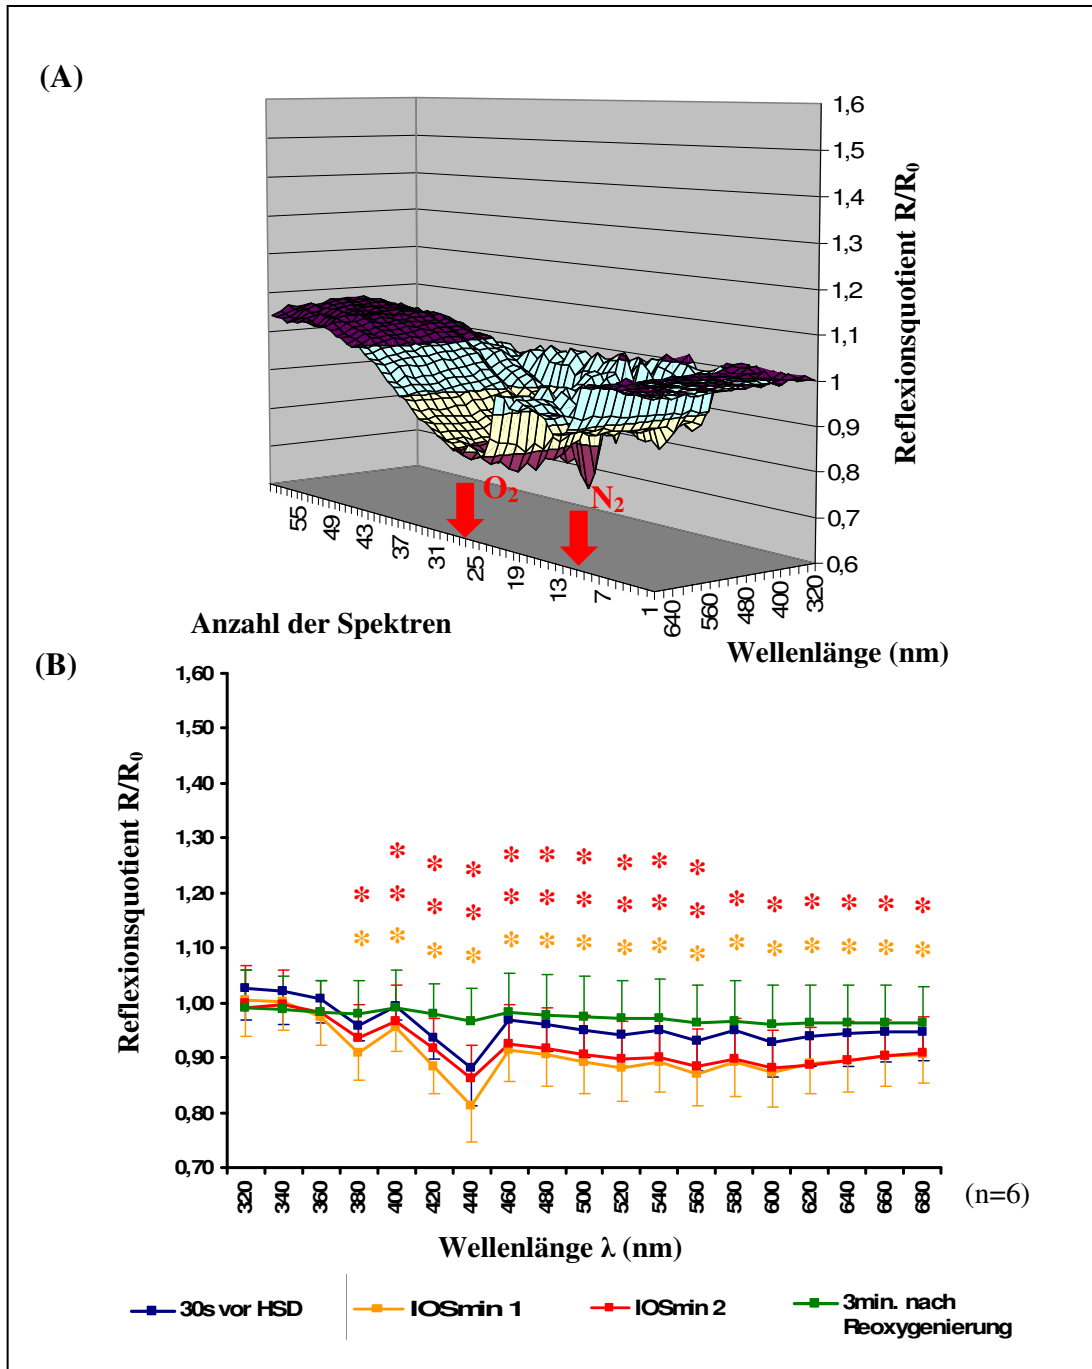 (A)
1,6
1,5
1,4
1,3
1,2
1,1
1
0,9
0,8
0,7
0,6
Reflexionsquotient R/R₀
O₂
N₂
55
49
43
37
31
25
19
13
7
1
640
560
480
400
320
Anzahl der Spektren
Wellenlänge (nm)
(B)
1,60
1,50
1,40
1,30
1,20
1,10
1,00
0,90
0,80
0,70
Reflexionsquotient R/R₀
* * * * * * * * *
* * * * * * * * * * * * * * * *
* * * * * * * * * * * * * * * *
320 340 360 380 400 420 440 460 480 500 520 540 560 580 600 620 640 660 680
(n=6)
Wellenlänge λ (nm)
30s vor HSD
IOSmin 1
IOSmin 2
3min. nach
Reoxygenierung